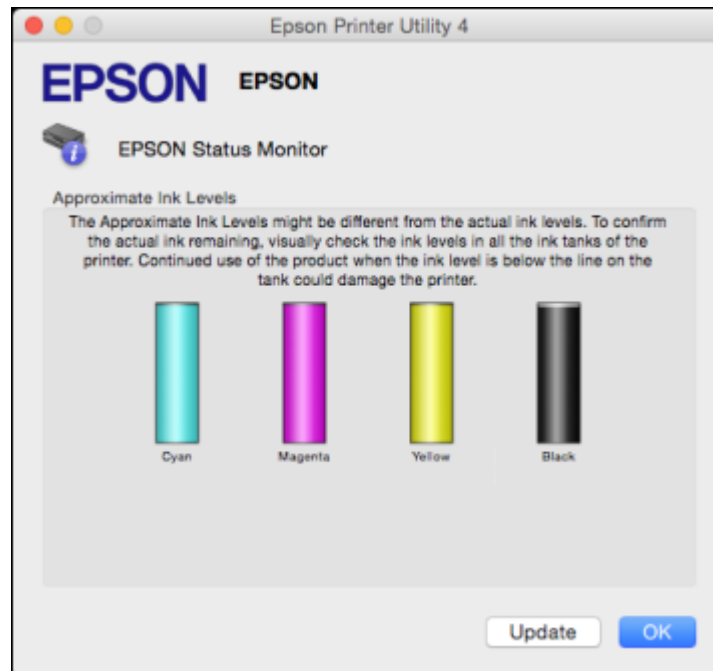 Epson Printer Utility 4
EPSON EPSON
EPSON Status Monitor
Approximate Ink Levels
The Approximate Ink Levels might be different from the actual ink levels. To confirm
the actual ink remaining, visually check the ink levels in all the ink tanks of the
printer. Continued use of the product when the ink level is below the line on the
tank could damage the printer.
Cyan Magenta Yellow Black
Update OK